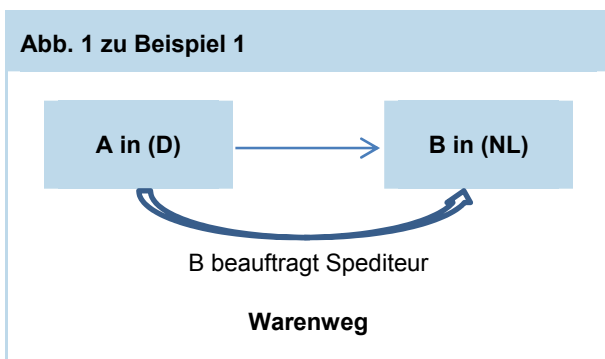 Abb. 1 zu Beispiel 1
A in (D)
B in (NL)
B beauftragt Spediteur
Warenweg